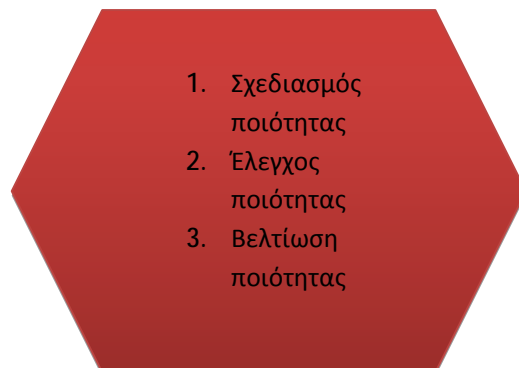 1. Σχεδιασμός
ποιότητας
2. Έλεγχος
ποιότητας
3. Βελτίωση
ποιότητας